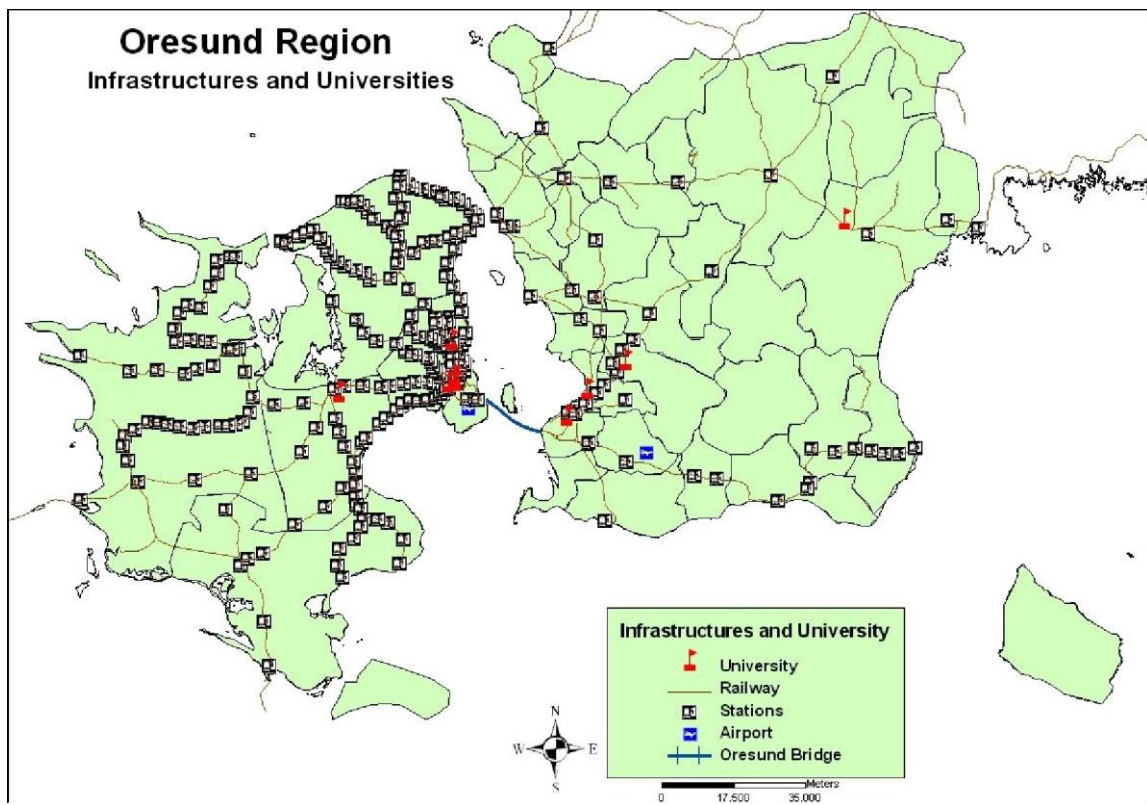 Oresund Region
Infrastructures and Universities
Infrastructures and University
University
Railway
Stations
Airport
Oresund Bridge
N
W E
S
Meters
0 17.500 35.000